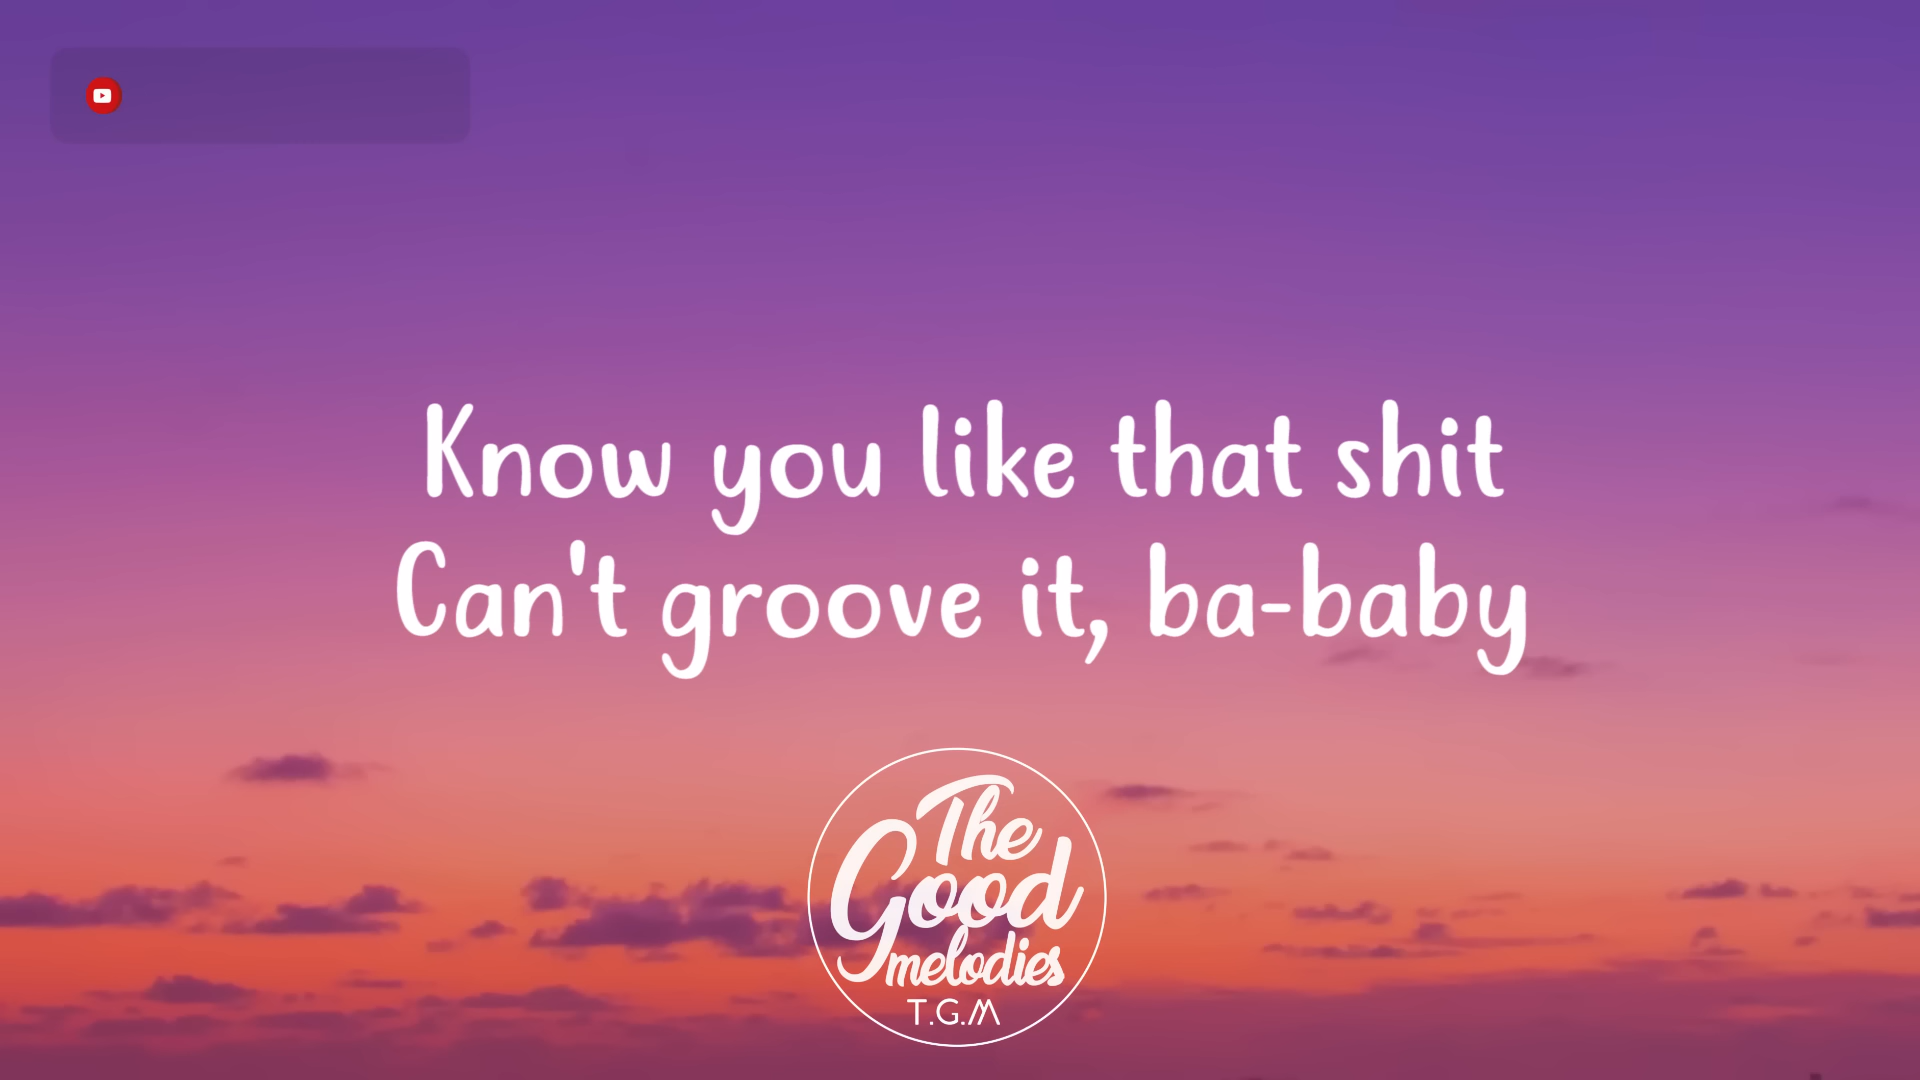 Know you like that shit
Can't groove it, ba-baby
The
Good
melodies
T.G.M